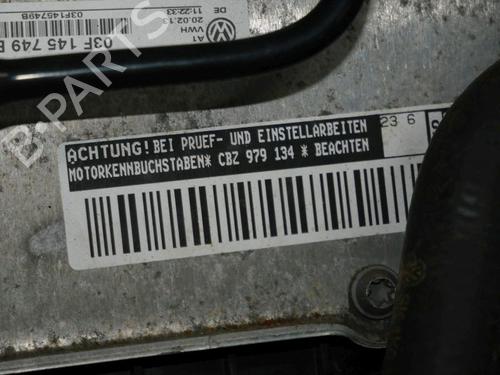 DE
11:22:33
20.02.13
VWH
A1
03F145749B
03F 145 749 B
ACHTUNG! BEI PRUEF- UND EINSTELLARBEITEN
MOTORKENNBUCHSTABEN* CBZ 979 134 * BEACHTEN
23 6
B-PARTS